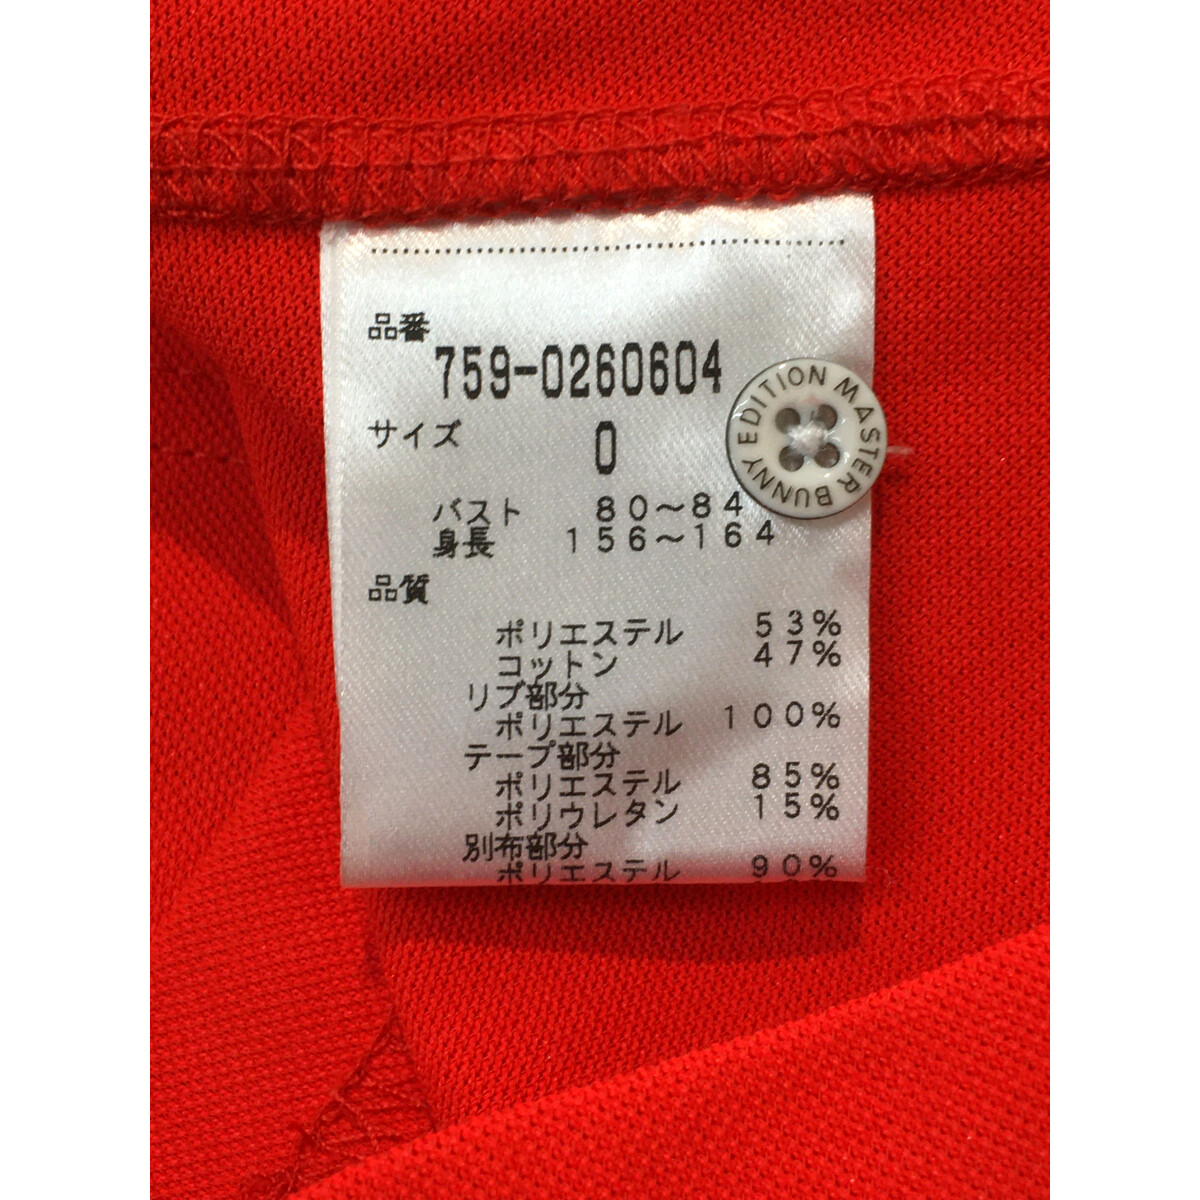 品番
759-0260604
サイズ 0
バスト 80～84
身長 156～164
品質
ポリエステル 53%
コットン 47%
リブ部分
ポリエステル 100%
テープ部分
ポリエステル 85%
ポリウレタン 15%
別布部分
ポリエステル 90%
MASTER BUNNY EDITION